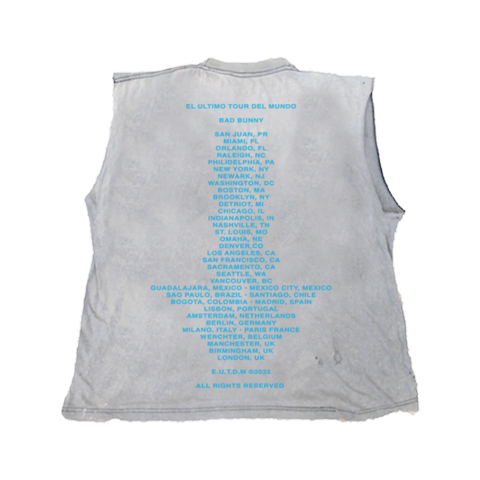 EL ULTIMO TOUR DEL MUNDO
BAD BUNNY
SAN JUAN, PR
MIAMI, FL
ORLANDO, FL
RALEIGH, NC
PHILIDELPHIA, PA
NEW YORK, NY
NEWARK, NJ
WASHINGTON, DC
BOSTON, MA
BROOKLYN, RY
DETRIOT, MI
CHICAGO, IL
INDIANAPOLIS, IN
NASHVILLE, TN
ST. LOUIS, MO
OMAHA, NE
DENVER,CO
LOS ANGELES, CA
SAN FRANCISCO, CA
SACRAMENTO, CA
SEATTLE, WA
VANCOUVER, BC
GUADALAJARA, MEXICO - MEXICO CITY, MEXICO
SAO PAULO, BRAZIL - SANTIAGO, CHILE
BOGOTA, COLOMBIA - MADRID, SPAIN
LISBON, PORTUGAL
AMSTERDAM, NETHERLANDS
BERLIN, GERMANY
MILANO, ITALY - PARIS FRANCE
WERCHTER, BELGIUM
MANCHESTER, UK
BIRMINGHAM, UK
LONDON, UK
E.U.T.D.M ©2022
ALL RIGHTS RESERVED